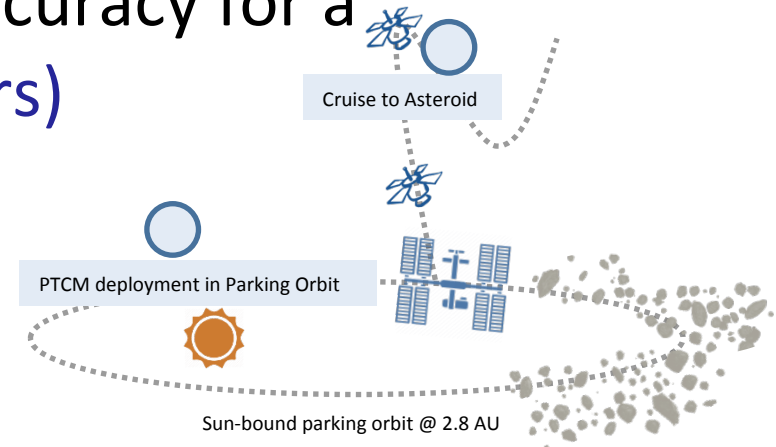 curacy for a
rs)
Cruise to Asteroid
PTCM deployment in Parking Orbit
Sun-bound parking orbit @ 2.8 AU